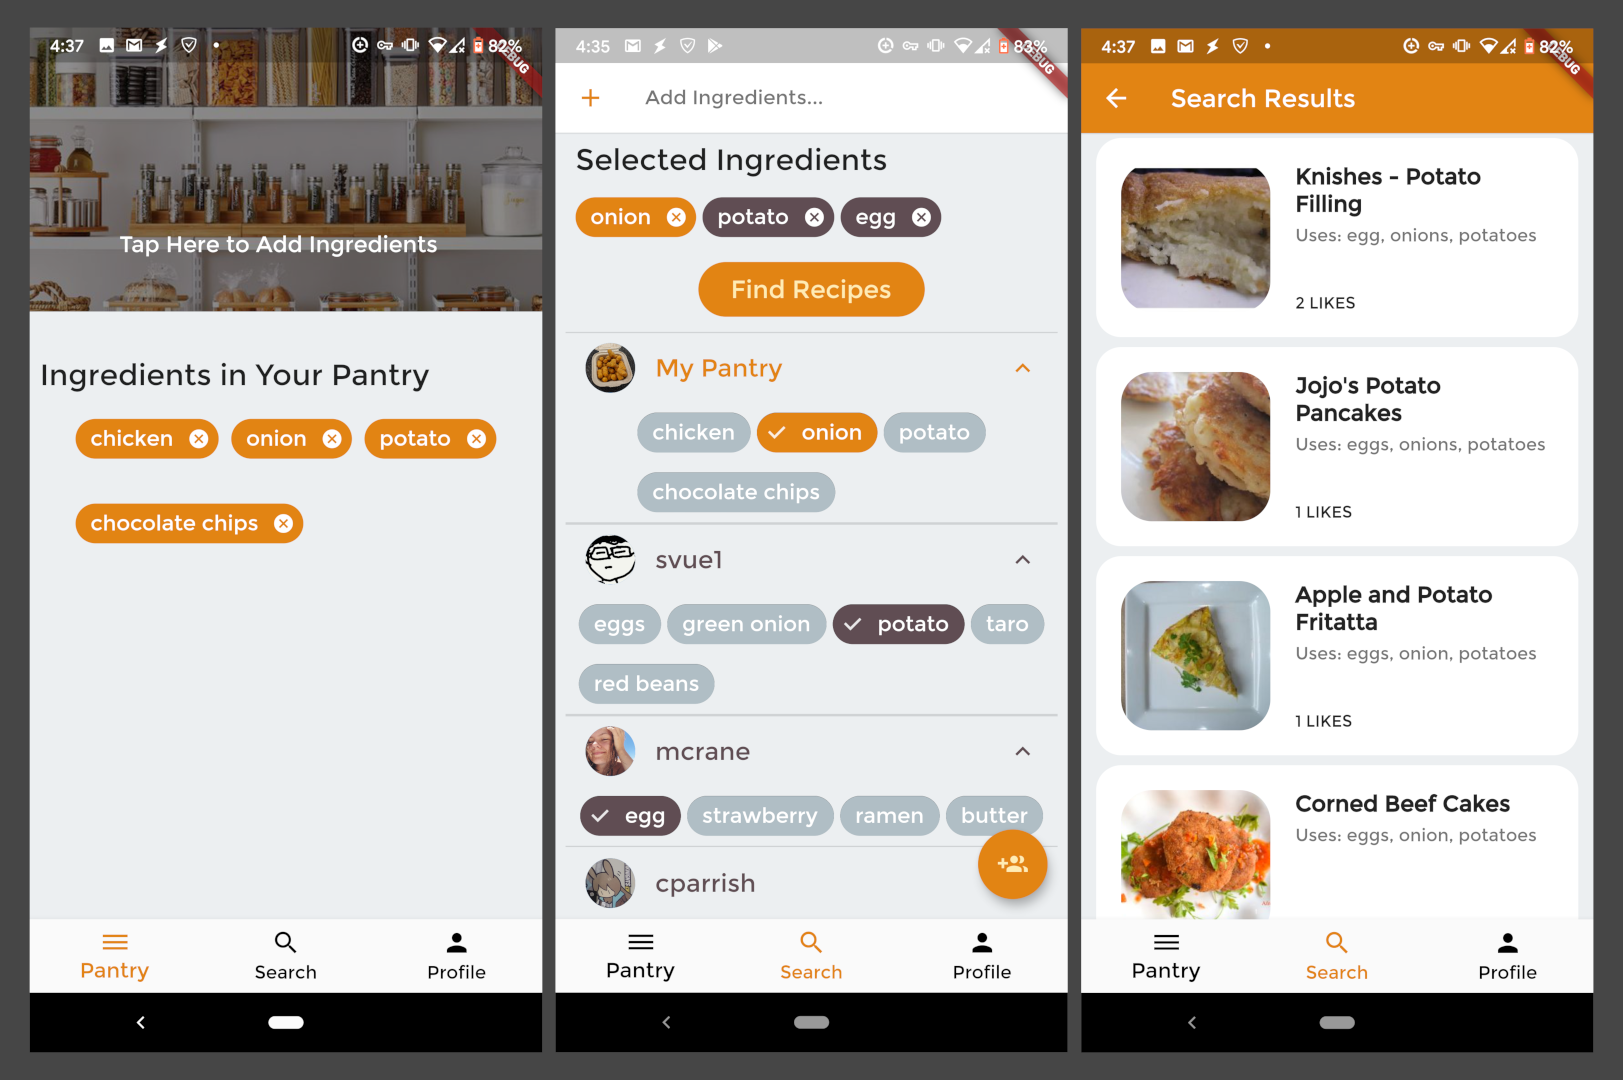 4:37
82%
DEBUG
Tap Here to Add Ingredients
Ingredients in Your Pantry
chicken
onion
potato
chocolate chips
Pantry
Search
Profile
4:35
83%
DEBUG
Add Ingredients...
Selected Ingredients
onion
potato
egg
Find Recipes
My Pantry
chicken
onion
potato
chocolate chips
svue1
eggs
green onion
potato
taro
red beans
mcrane
egg
strawberry
ramen
butter
cparrish
Pantry
Search
Profile
4:37
82%
DEBUG
Search Results
Knishes - Potato
Filling
Uses: egg, onions, potatoes
2 LIKES
Jojo's Potato
Pancakes
Uses: eggs, onions, potatoes
1 LIKES
Apple and Potato
Fritatta
Uses: eggs, onion, potatoes
1 LIKES
Corned Beef Cakes
Uses: eggs, onion, potatoes
Pantry
Search
Profile